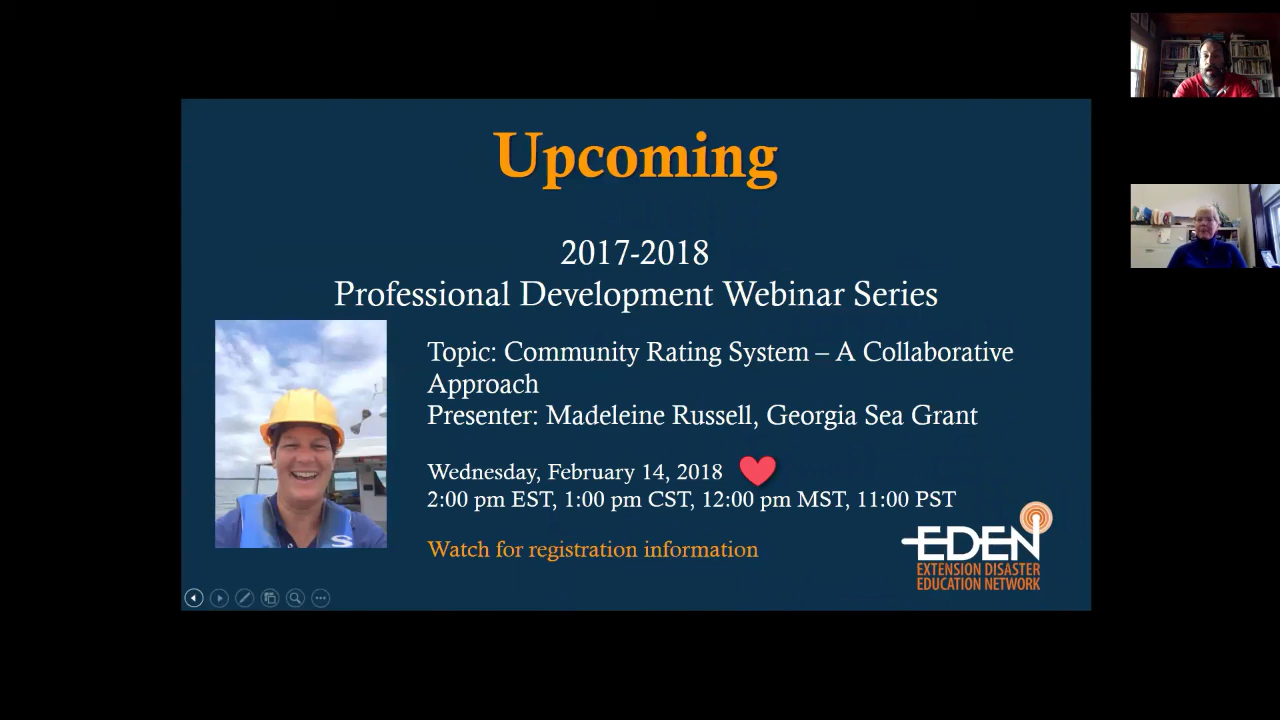 Upcoming
2017-2018
Professional Development Webinar Series
Topic: Community Rating System – A Collaborative
Approach
Presenter: Madeleine Russell, Georgia Sea Grant
Wednesday, February 14, 2018
2:00 pm EST, 1:00 pm CST, 12:00 pm MST, 11:00 PST
Watch for registration information
EDEN
EXTENSION DISASTER
EDUCATION NETWORK